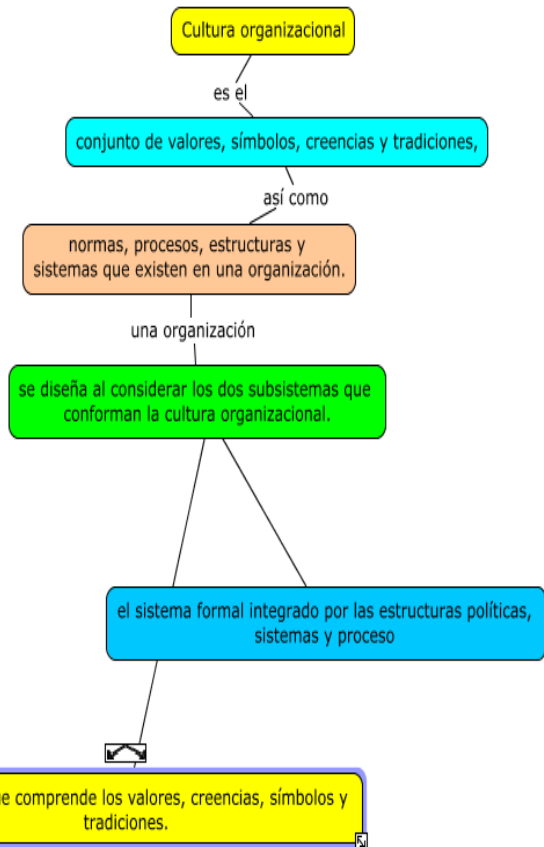 Cultura organizacional
es el
conjunto de valores, símbolos, creencias y tradiciones,
así como
normas, procesos, estructuras y
sistemas que existen en una organización.
una organización
se diseña al considerar los dos subsistemas que
conforman la cultura organizacional.
el sistema formal integrado por las estructuras políticas,
sistemas y proceso
comprende los valores, creencias, símbolos y
tradiciones.